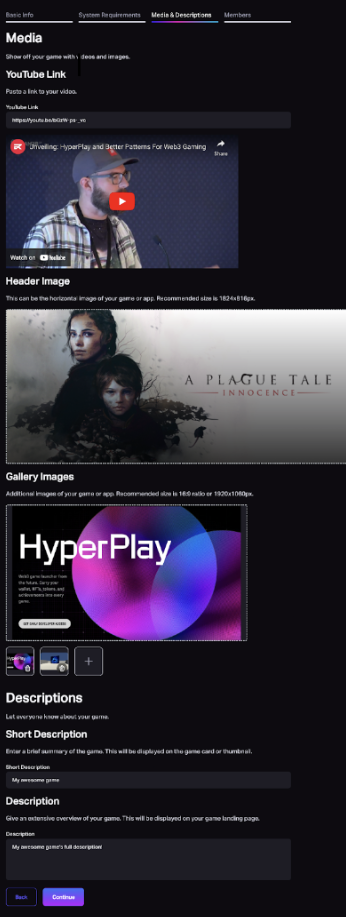 Basic Info
System Requirements
Media & Descriptions
Members
Media
Show off your game with videos and images.
YouTube Link
Paste a link to your video.
YouTube Link
Unveiling: HyperPlay and Better Patterns For Web3 Gaming
Share
Watch on YouTube
Header Image
This can be the horizontal image of your game or app. Recommended size is 1824x816px.
A PLAGUE TALE
INNOCENCE
Gallery Images
Additional images of your game or app. Recommended size is 16:9 ratio or 1920x1080px.
HyperPlay
Web3 game launcher from
the future. Carry your
wallet, NFTs, tokens, and
achievements into every
game.
Descriptions
Let everyone know about your game.
Short Description
Enter a brief summary of the game. This will be displayed on the game card or thumbnail.
Short Description
My awesome game
Description
Give an extensive overview of your game. This will be displayed on your game landing page.
Description
My awesome game's full description!
Back
Continue